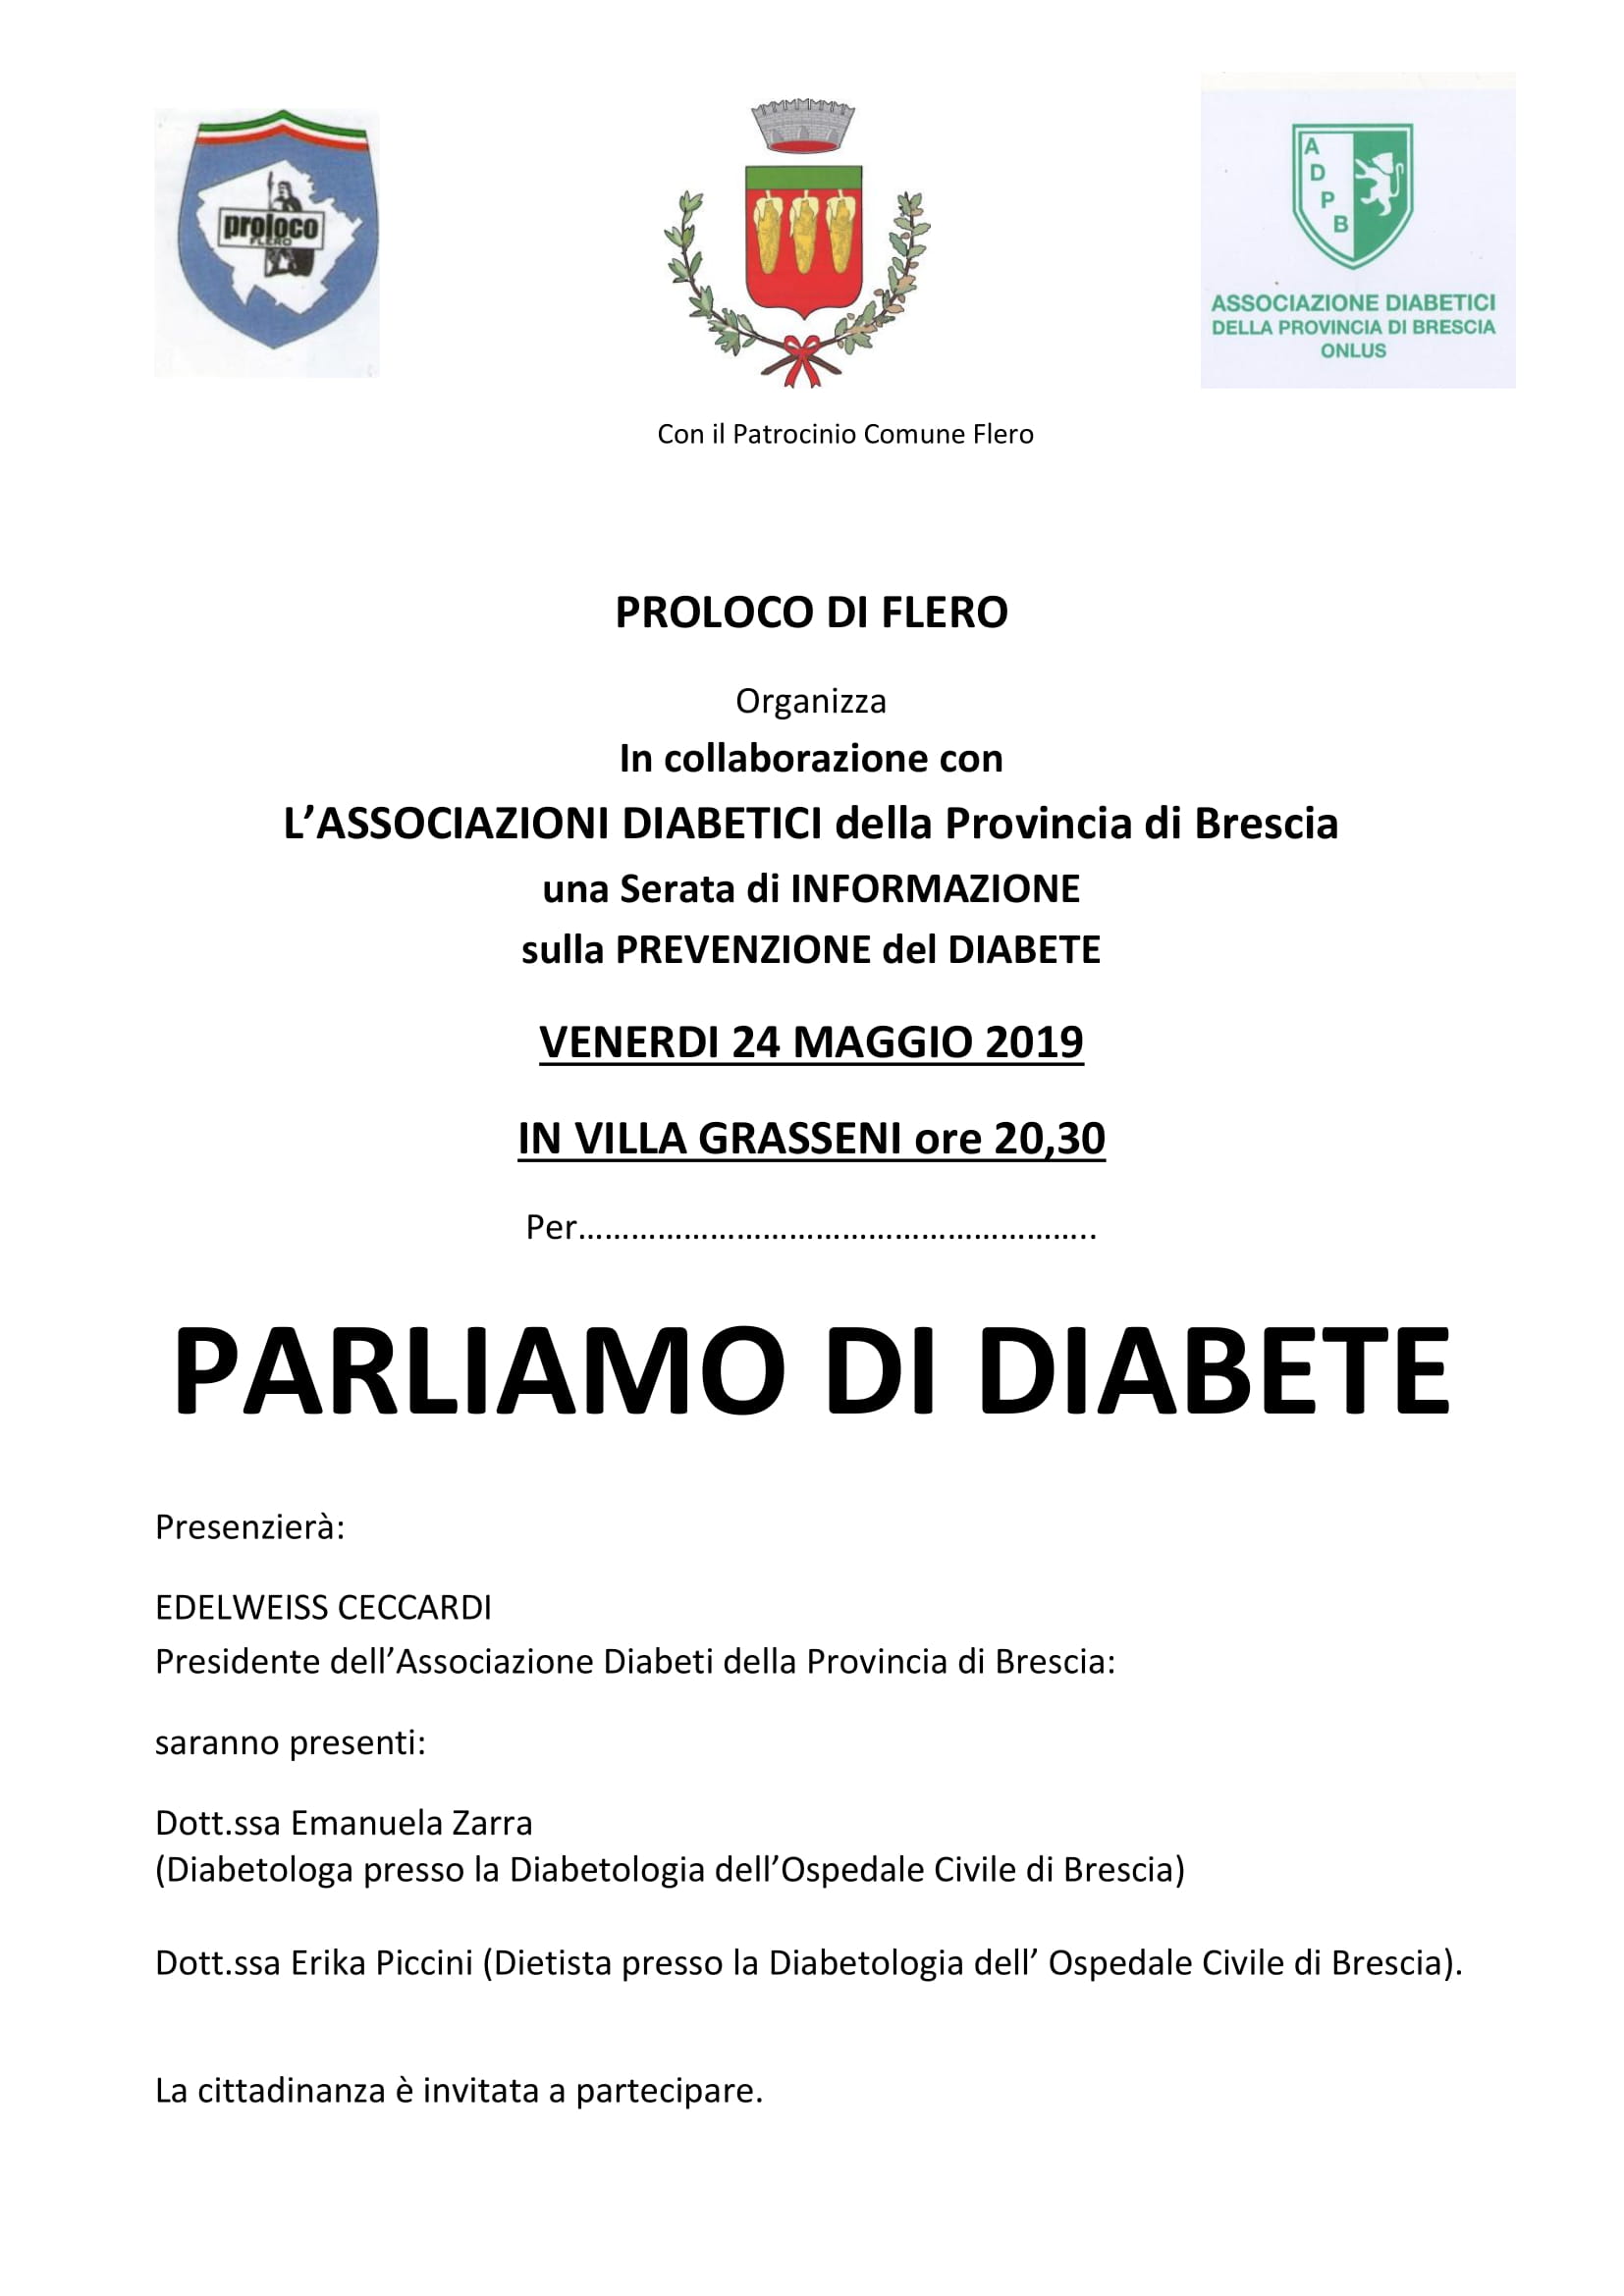 proloco
FLERO
A
D
P
B
ASSOCIAZIONE DIABETICI
DELLA PROVINCIA DI BRESCIA
ONLUS
Con il Patrocinio Comune Flero
PROLOCO DI FLERO
Organizza
In collaborazione con
L’ASSOCIAZIONI DIABETICI della Provincia di Brescia
una Serata di INFORMAZIONE
sulla PREVENZIONE del DIABETE
VENERDI 24 MAGGIO 2019
IN VILLA GRASSENI ore 20,30
Per…………………………………………………..
PARLIAMO DI DIABETE
Presenzierà:
EDELWEISS CECCARDI
Presidente dell’Associazione Diabeti della Provincia di Brescia:
saranno presenti:
Dott.ssa Emanuela Zarra
(Diabetologa presso la Diabetologia dell’Ospedale Civile di Brescia)
Dott.ssa Erika Piccini (Dietista presso la Diabetologia dell’ Ospedale Civile di Brescia).
La cittadinanza è invitata a partecipare.